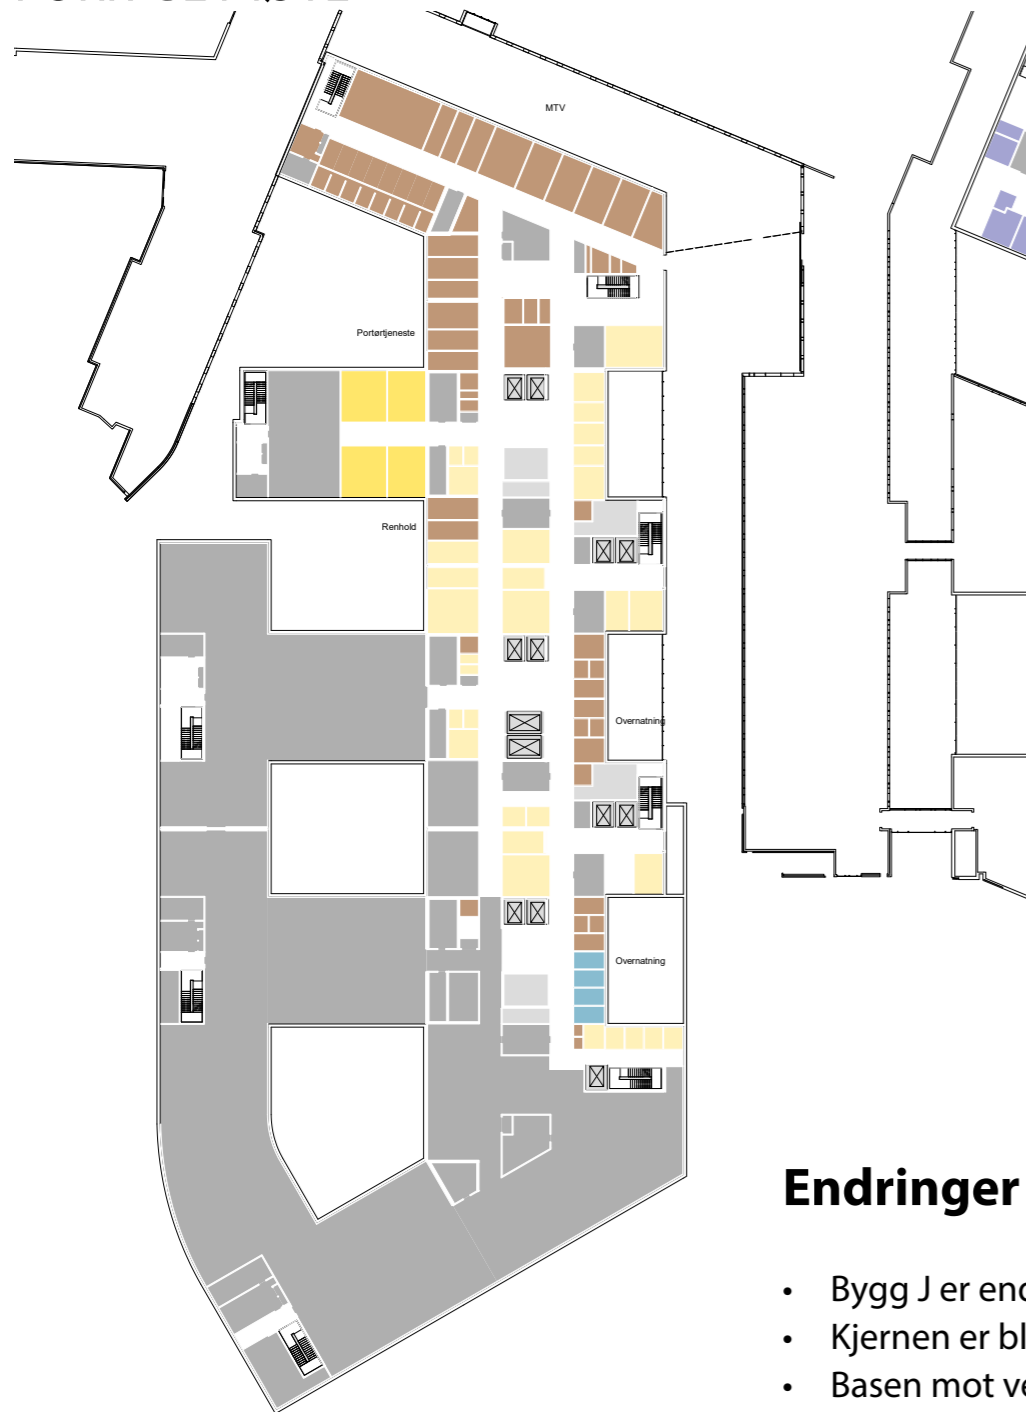 MTV
Portørtjeneste
Renhold
Overnatning
Overnatning
Endringer
• Bygg J er end
• Kjernen er bl
• Basen mot ve